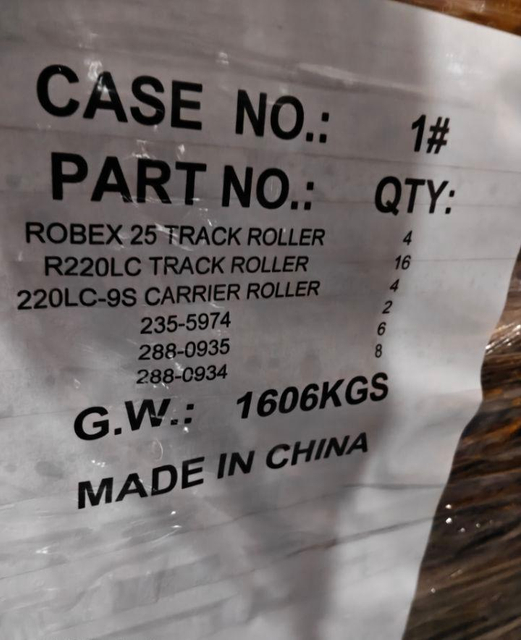 CASE NO.: 1#
PART NO.: QTY:
ROBEX 25 TRACK ROLLER 4
R220LC TRACK ROLLER 16
220LC-9S CARRIER ROLLER 4
235-5974 2
288-0935 6
288-0934 8
G.W.: 1606KGS
MADE IN CHINA